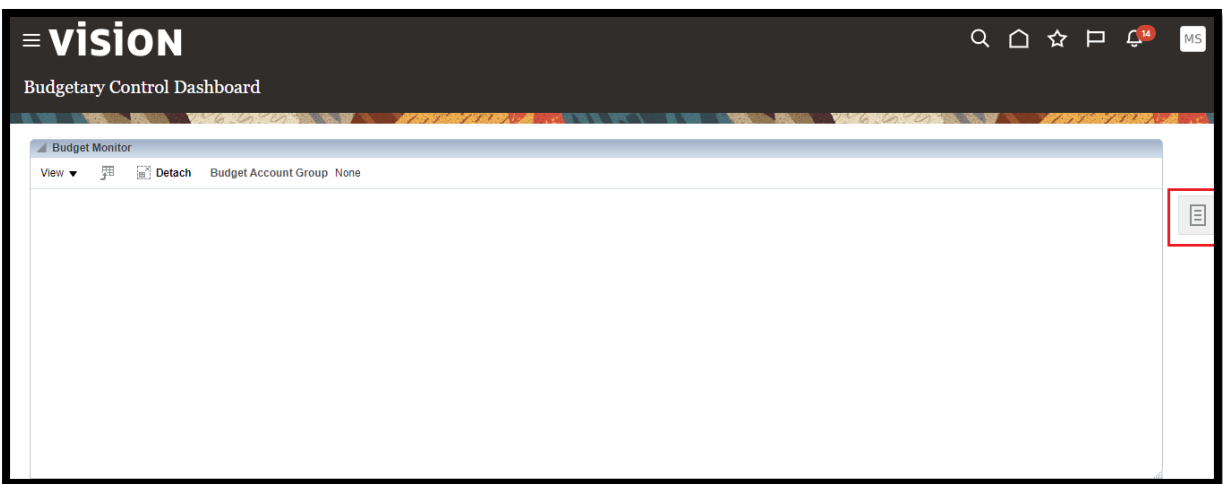 VISION
14
MS
Budgetary Control Dashboard
Budget Monitor
View Detach Budget Account Group None